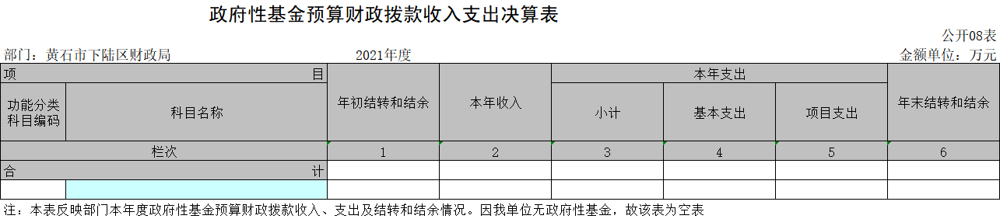 政府性基金预算财政拨款收入支出决算表
公开08表
部门：黄石市下陆区财政局 2021年度 金额单位：万元
项 目 年初结转和结余 本年收入 本年支出 年末结转和结余
功能分类科目编码 科目名称 小计 基本支出 项目支出
栏次 1 2 3 4 5 6
合 计
注：本表反映部门本年度政府性基金预算财政拨款收入、支出及结转和结余情况。因我单位无政府性基金，故该表为空表